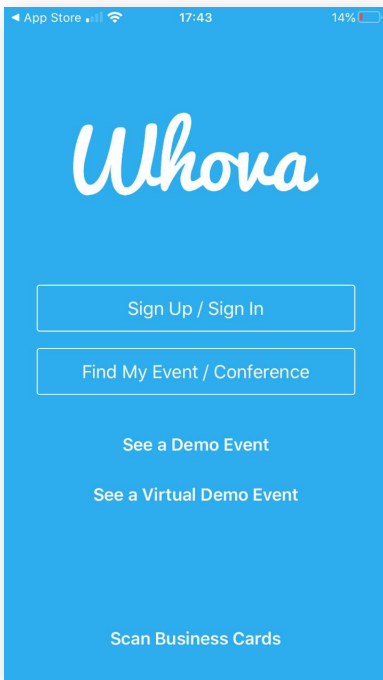 App Store 17:43 14%
Whova
Sign Up / Sign In
Find My Event / Conference
See a Demo Event
See a Virtual Demo Event
Scan Business Cards